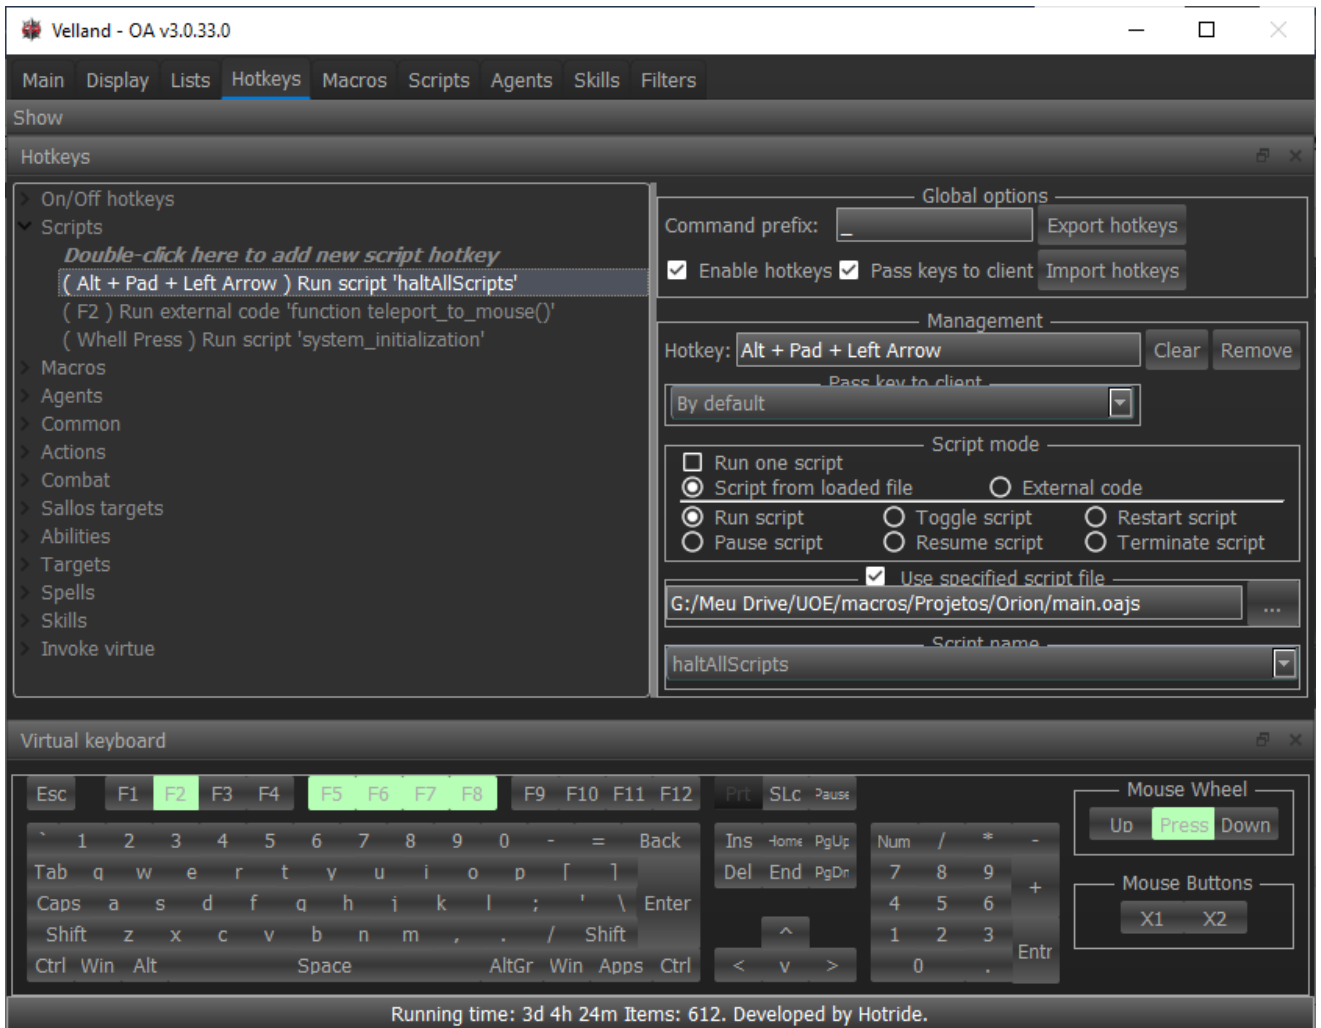 Velland - OA v3.0.33.0
Main Display Lists Hotkeys Macros Scripts Agents Skills Filters
Show
Hotkeys
On/Off hotkeys
Scripts
Double-click here to add new script hotkey
( Alt + Pad + Left Arrow ) Run script 'haltAllScripts'
( F2 ) Run external code 'function teleport_to_mouse()'
( Whell Press ) Run script 'system_initialization'
Macros
Agents
Common
Actions
Combat
Sallos targets
Abilities
Targets
Spells
Skills
Invoke virtue
Global options
Command prefix: _ Export hotkeys
Enable hotkeys Pass keys to client Import hotkeys
Management
Hotkey: Alt + Pad + Left Arrow Clear Remove
Pass key to client
By default
Script mode
Run one script
Script from loaded file External code
Run script Toggle script Restart script
Pause script Resume script Terminate script
Use specified script file
G:/Meu Drive/UOE/macros/Projetos/Orion/main.oajs ...
Script name
haltAllScripts
Virtual keyboard
Esc F1 F2 F3 F4 F5 F6 F7 F8 F9 F10 F11 F12 Prt SLc Pause
` 1 2 3 4 5 6 7 8 9 0 - = Back Ins Home PgUp Num / * -
Tab q w e r t y u i o p [ ] Del End PgDn 7 8 9 +
Caps a s d f g h j k l ; ' \ Enter 4 5 6
Shift z x c v b n m , . / Shift ^ 1 2 3 Entr
Ctrl Win Alt Space AltGr Win Apps Ctrl < v > 0 .
Mouse Wheel
Up Press Down
Mouse Buttons
X1 X2
Running time: 3d 4h 24m Items: 612. Developed by Hotride.